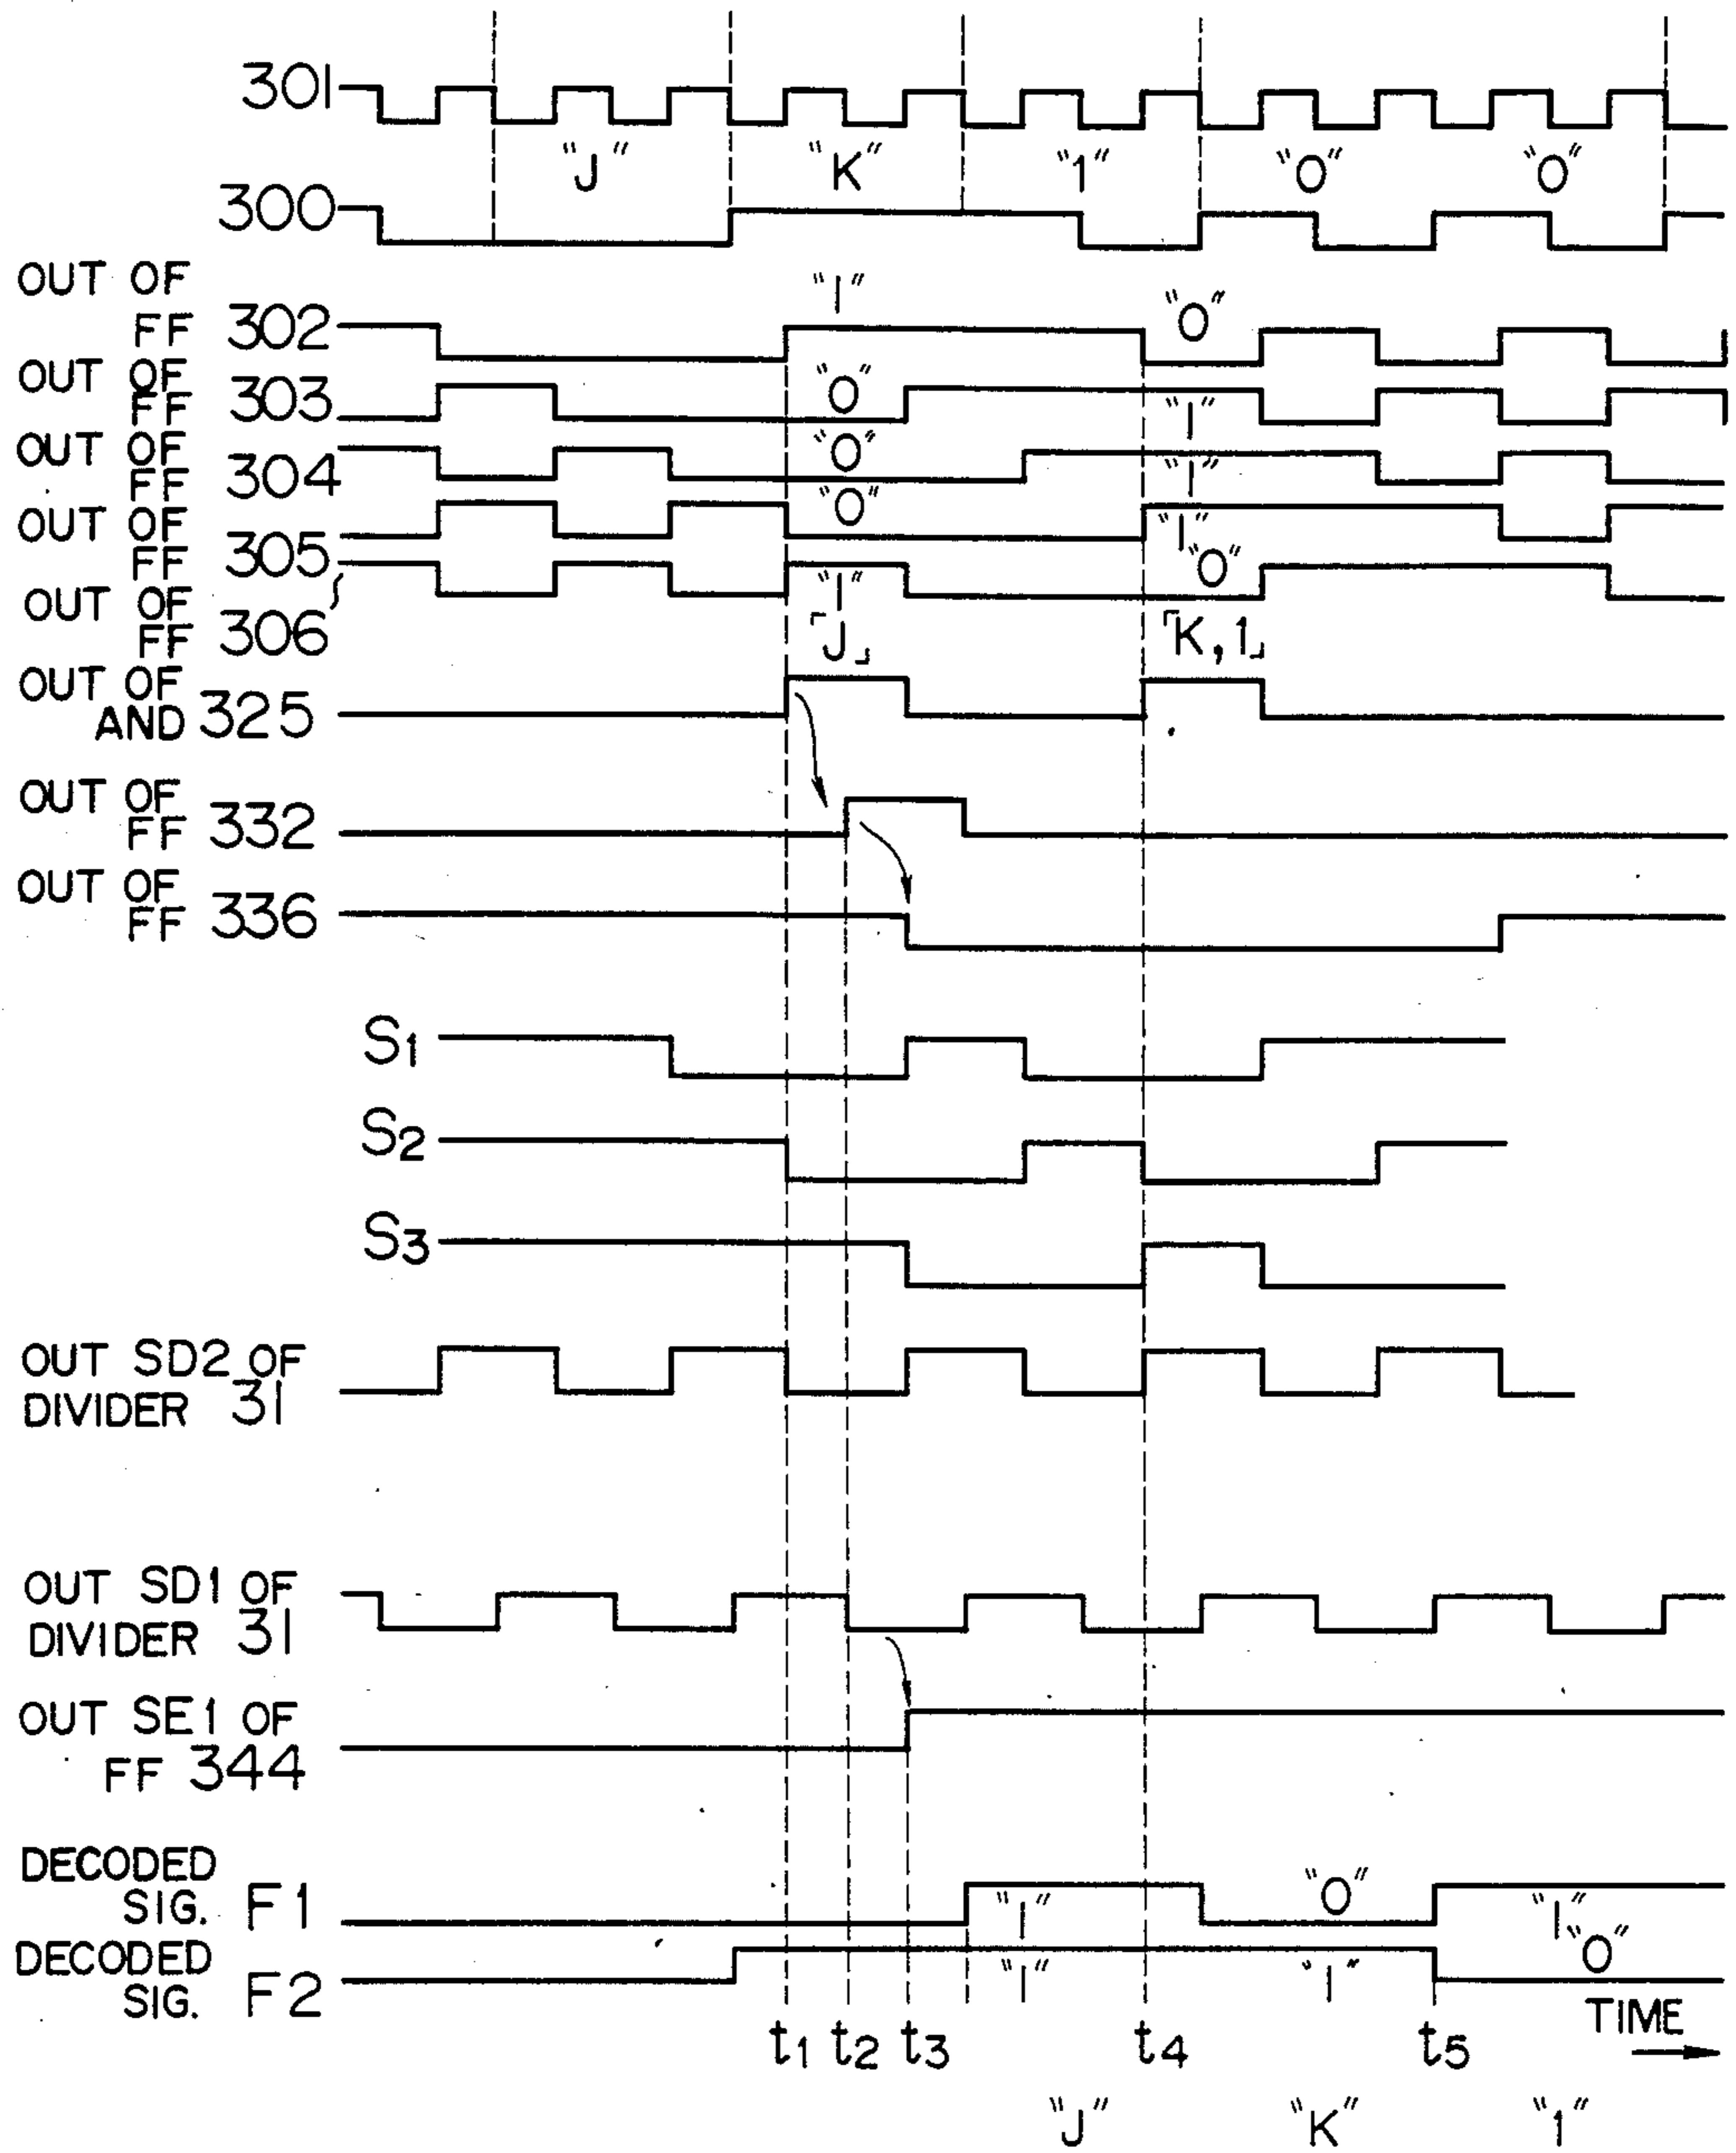 301
"J" "K" "1" "0" "0"
300
OUT OF
FF 302 "1" "0"
OUT OF
FF 303 "0" "1"
OUT OF
FF 304 "0" "1"
OUT OF
FF 305 "0" "1"
OUT OF
FF 306 "1" "0"
「J」 「K,1」
OUT OF
AND 325
OUT OF
FF 332
OUT OF
FF 336
S1
S2
S3
OUT SD2 OF
DIVIDER 31
OUT SD1 OF
DIVIDER 31
OUT SE1 OF
FF 344
DECODED
SIG. F1 "1" "0" "1"
DECODED
SIG. F2 "1" "1" "0"
TIME
t1 t2 t3 t4 t5
"J" "K" "1"